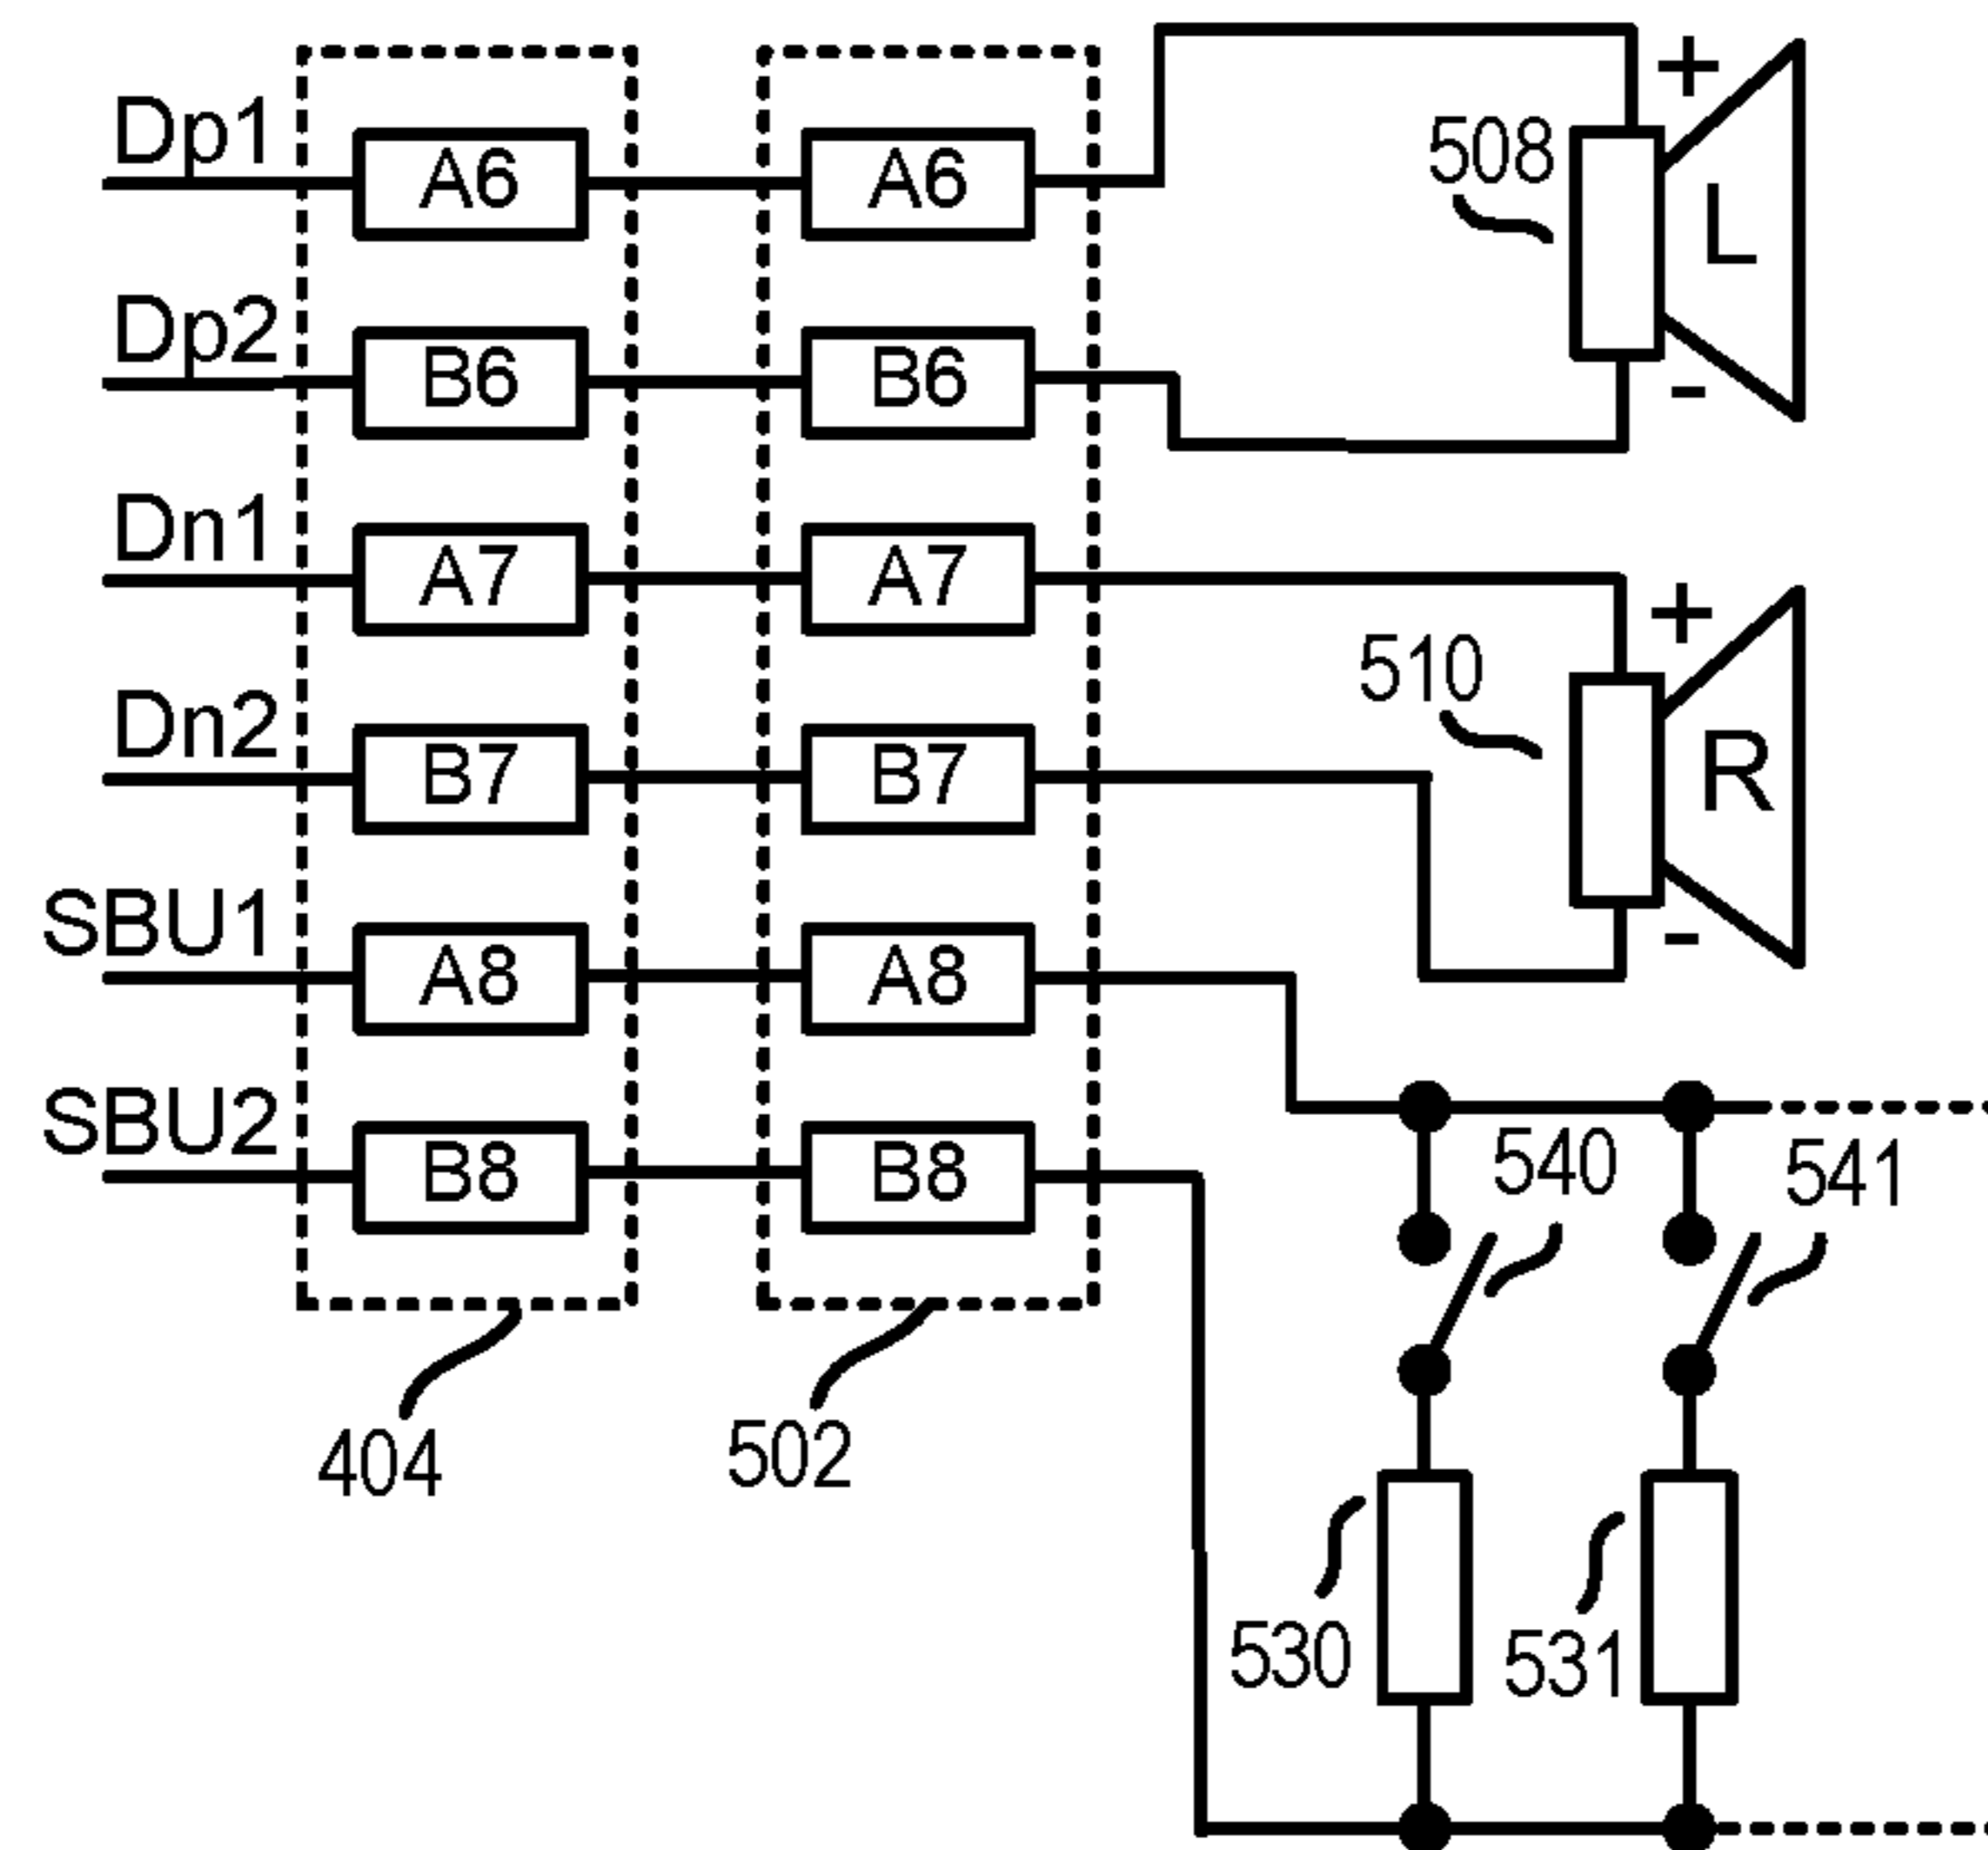 Dp1 A6 A6 + 508 L
Dp2 B6 B6 -
Dn1 A7 A7 + 510
Dn2 B7 B7 R
SBU1 A8 A8 -
SBU2 B8 B8 540 541
404 502
530 531